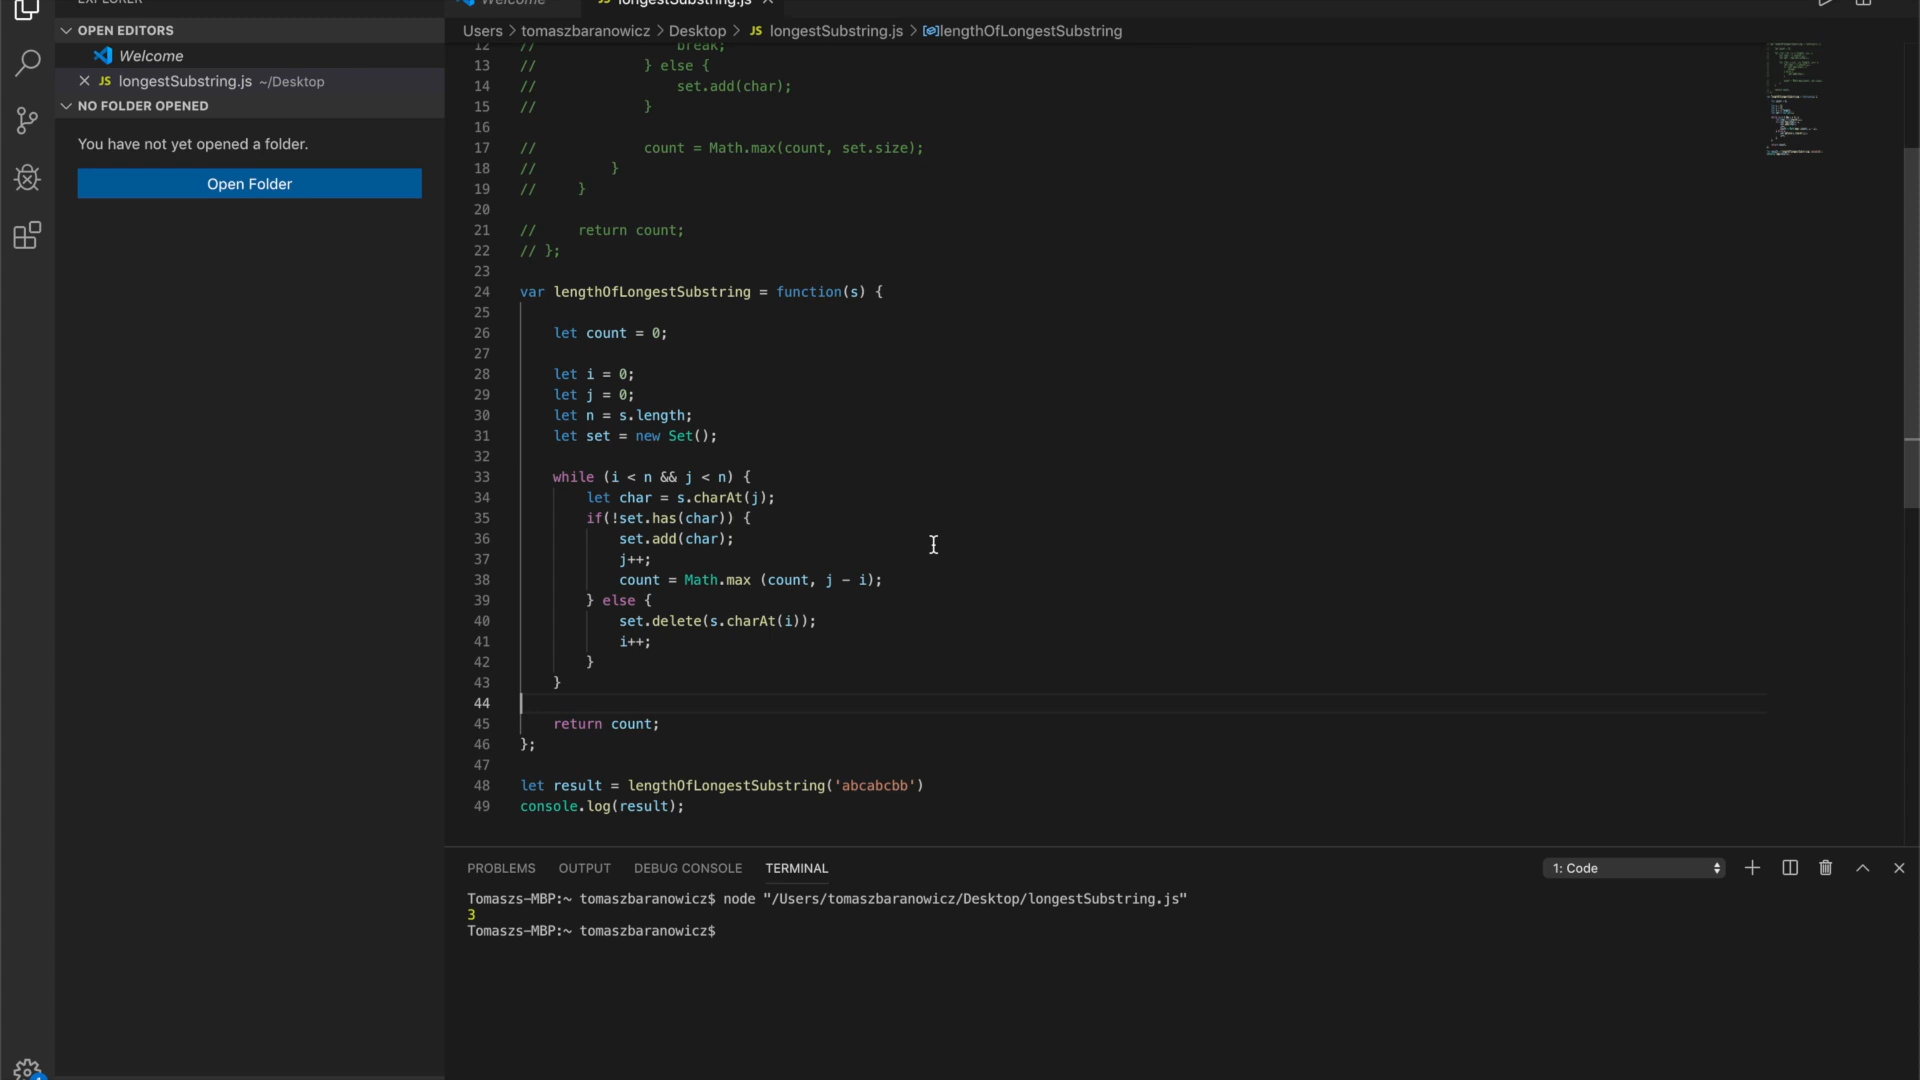 EXPLORER
OPEN EDITORS
Welcome
JS longestSubstring.js ~/Desktop
NO FOLDER OPENED
You have not yet opened a folder.
Open Folder
Welcome
JS longestSubstring.js
Users > tomaszbaranowicz > Desktop > JS longestSubstring.js > lengthOfLongestSubstring
12 // break;
13 // } else {
14 // set.add(char);
15 // }
16
17 // count = Math.max(count, set.size);
18 // }
19 // }
20
21 // return count;
22 // };
23
24 var lengthOfLongestSubstring = function(s) {
25
26 let count = 0;
27
28 let i = 0;
29 let j = 0;
30 let n = s.length;
31 let set = new Set();
32
33 while (i < n && j < n) {
34 let char = s.charAt(j);
35 if(!set.has(char)) {
36 set.add(char);
37 j++;
38 count = Math.max (count, j - i);
39 } else {
40 set.delete(s.charAt(i));
41 i++;
42 }
43 }
44
45 return count;
46 };
47
48 let result = lengthOfLongestSubstring('abcabcbb')
49 console.log(result);
PROBLEMS OUTPUT DEBUG CONSOLE TERMINAL 1: Code
Tomaszs-MBP:~ tomaszbaranowicz$ node "/Users/tomaszbaranowicz/Desktop/longestSubstring.js"
3
Tomaszs-MBP:~ tomaszbaranowicz$